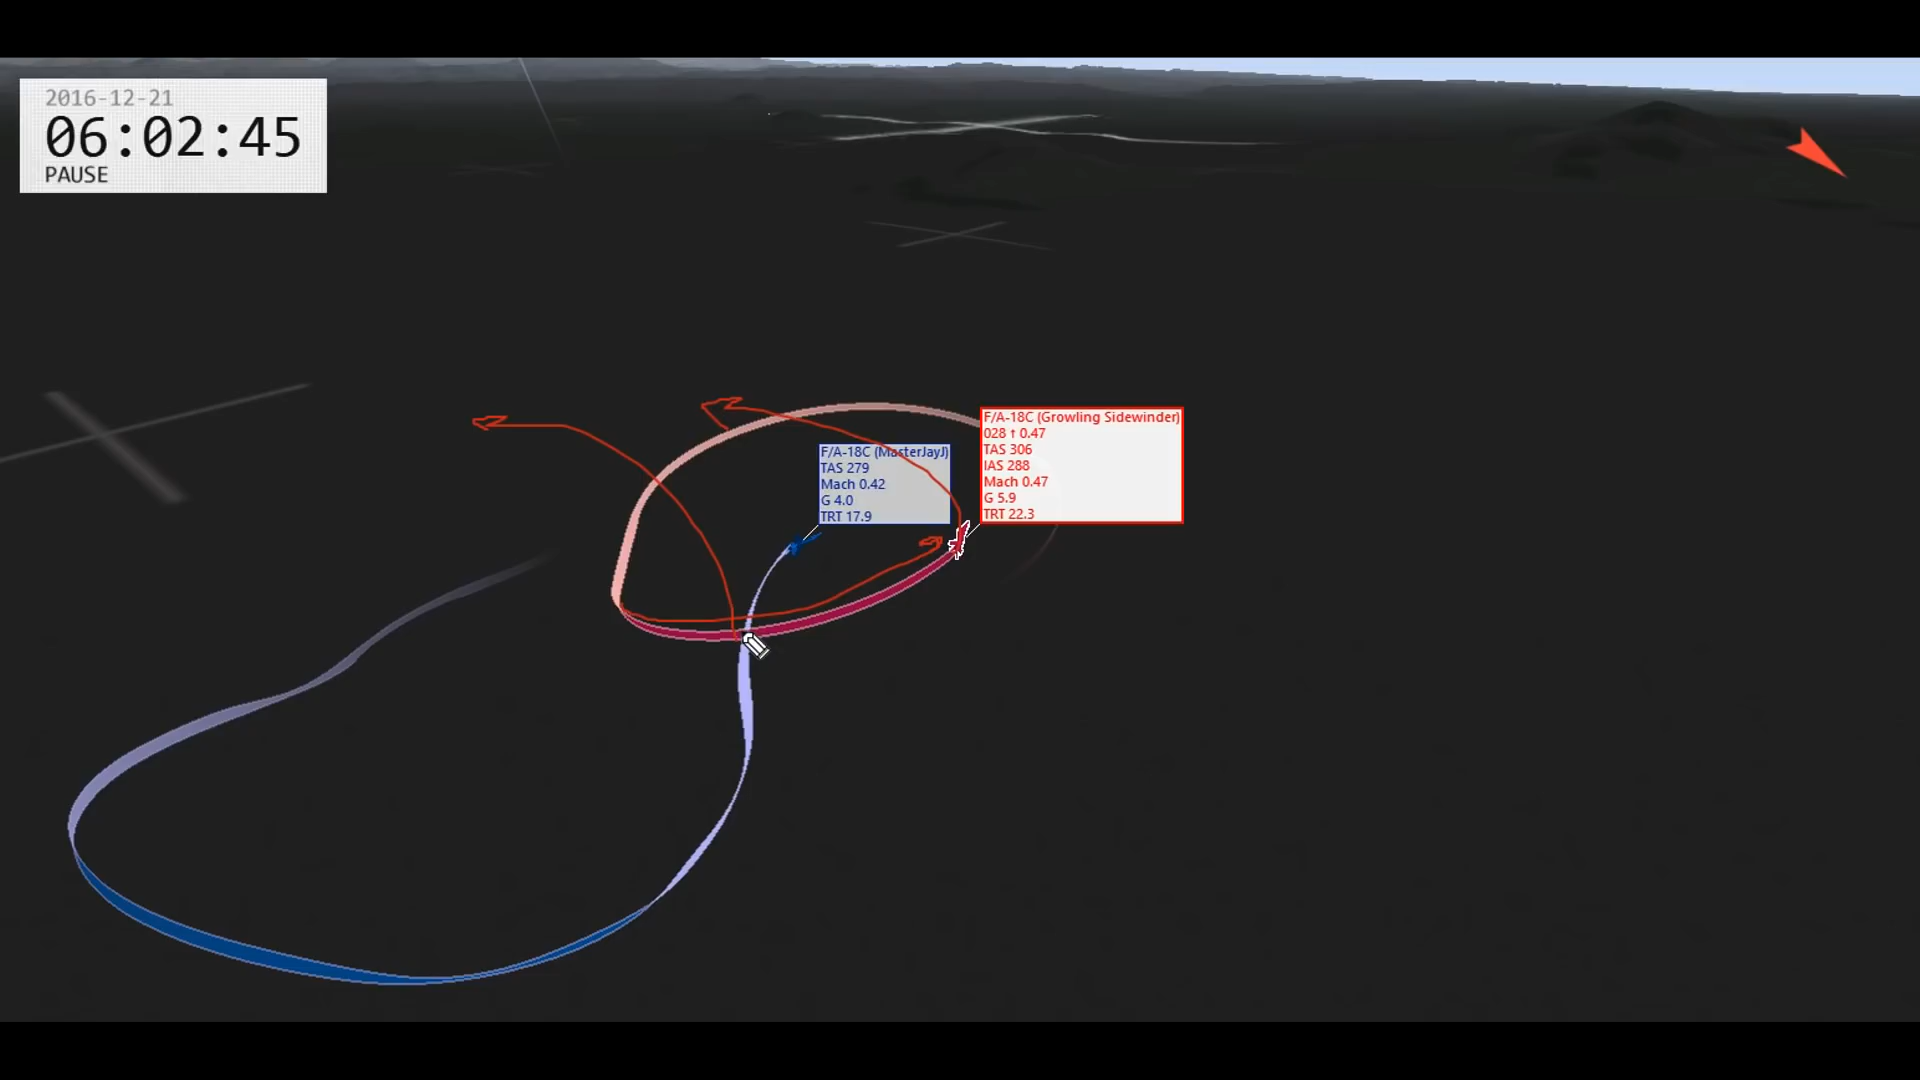 2016-12-21
06:02:45
PAUSE
F/A-18C (MasterJayJ)
TAS 279
Mach 0.42
G 4.0
TRT 17.9
F/A-18C (Growling Sidewinder)
028 ↑ 0.47
TAS 306
IAS 288
Mach 0.47
G 5.9
TRT 22.3